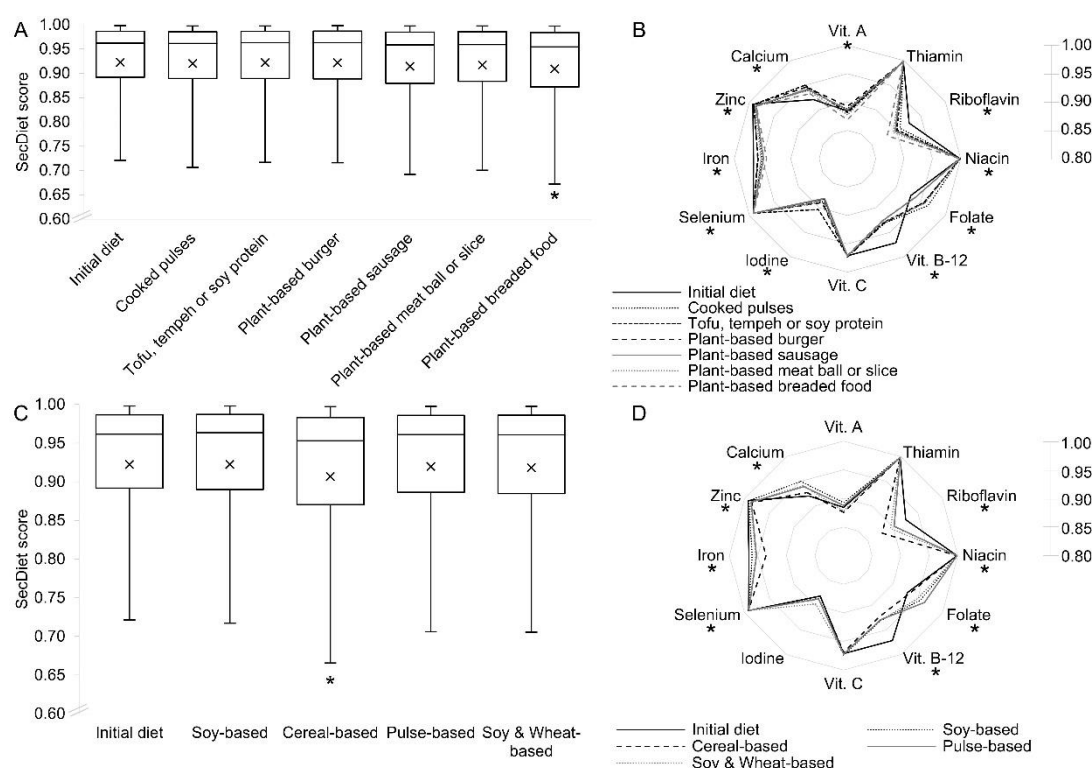 A
SecDiet score
1.00
0.95
0.90
0.85
0.80
0.75
0.70
0.65
0.60
*
Initial diet
Cooked pulses
Tofu, tempeh or soy protein
Plant-based burger
Plant-based sausage
Plant-based meat ball or slice
Plant-based breaded food
B
Vit. A
*
Thiamin
Riboflavin
*
Niacin
*
Folate
*
Vit. B-12
*
Vit. C
Iodine
*
Selenium
*
Iron
*
Zinc
*
Calcium
*
1.00
0.95
0.90
0.85
0.80
Initial diet
Cooked pulses
Tofu, tempeh or soy protein
Plant-based burger
Plant-based sausage
Plant-based meat ball or slice
Plant-based breaded food
C
SecDiet score
1.00
0.95
0.90
0.85
0.80
0.75
0.70
0.65
0.60
*
Initial diet
Soy-based
Cereal-based
Pulse-based
Soy & Wheat-
based
D
Vit. A
Thiamin
Riboflavin
*
Niacin
*
Folate
*
Vit. B-12
*
Vit. C
Iodine
Selenium
*
Iron
*
Zinc
*
Calcium
*
1.00
0.95
0.90
0.85
0.80
Initial diet
Cereal-based
Soy & Wheat-based
Soy-based
Pulse-based